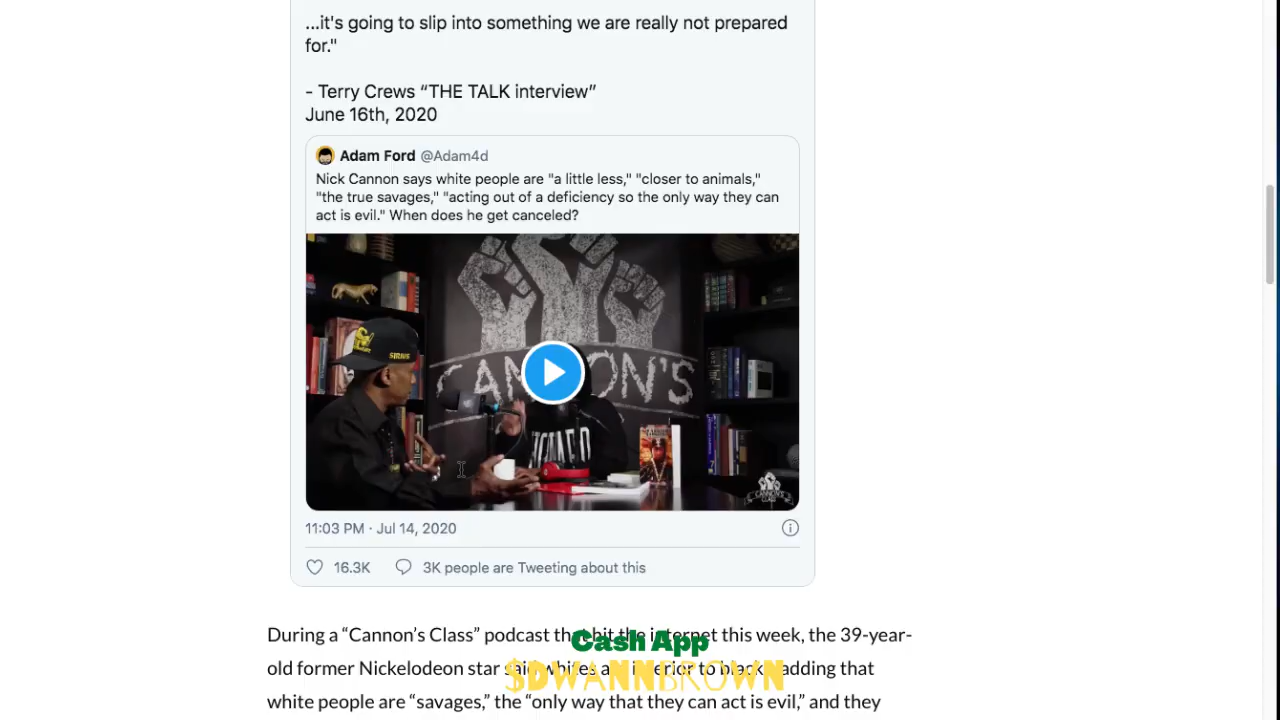 ...it's going to slip into something we are really not prepared
for."
- Terry Crews “THE TALK interview”
June 16th, 2020
Adam Ford @Adam4d
Nick Cannon says white people are "a little less," "closer to animals,"
"the true savages," "acting out of a deficiency so the only way they can
act is evil." When does he get canceled?
CANNON'S
SIRIUS
CANNON'S
CLASS
11:03 PM · Jul 14, 2020
16.3K 3K people are Tweeting about this
During a “Cannon’s Class” podcast that hit the internet this week, the 39-year-
Cash App
old former Nickelodeon star said whites are inferior to blacks, adding that
$DWANNBROWN
white people are “savages,” the “only way that they can act is evil,” and they